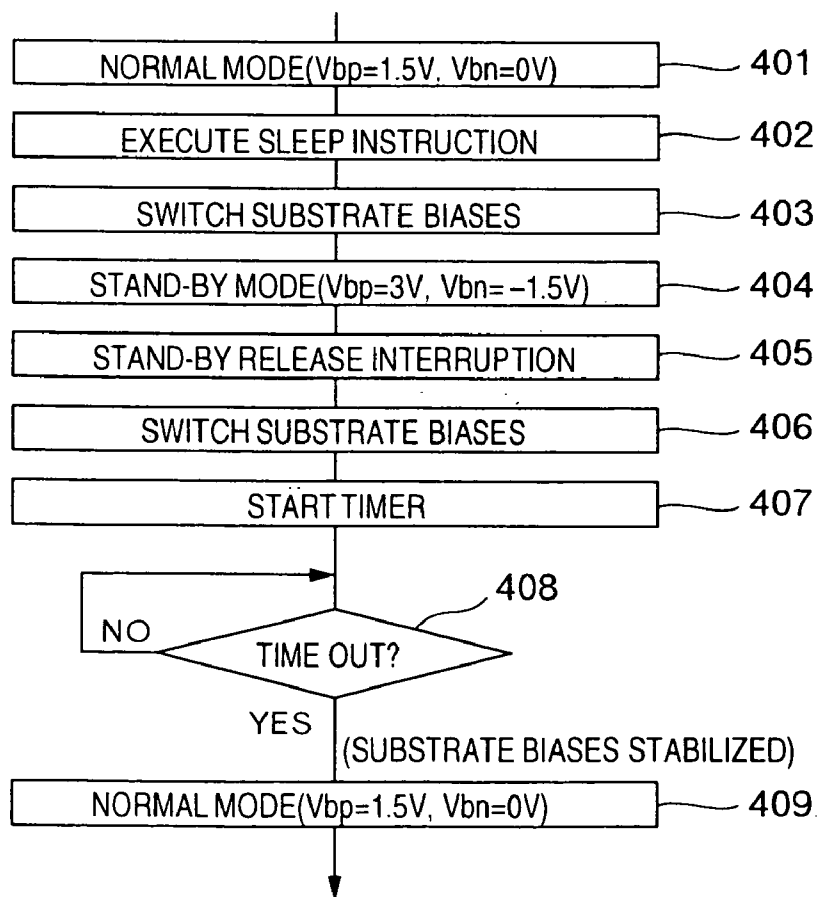 NORMAL MODE(Vbp=1.5V, Vbn=0V) 401
EXECUTE SLEEP INSTRUCTION 402
SWITCH SUBSTRATE BIASES 403
STAND-BY MODE(Vbp=3V, Vbn=−1.5V) 404
STAND-BY RELEASE INTERRUPTION 405
SWITCH SUBSTRATE BIASES 406
START TIMER 407
408
NO
TIME OUT?
YES
(SUBSTRATE BIASES STABILIZED)
NORMAL MODE(Vbp=1.5V, Vbn=0V) 409